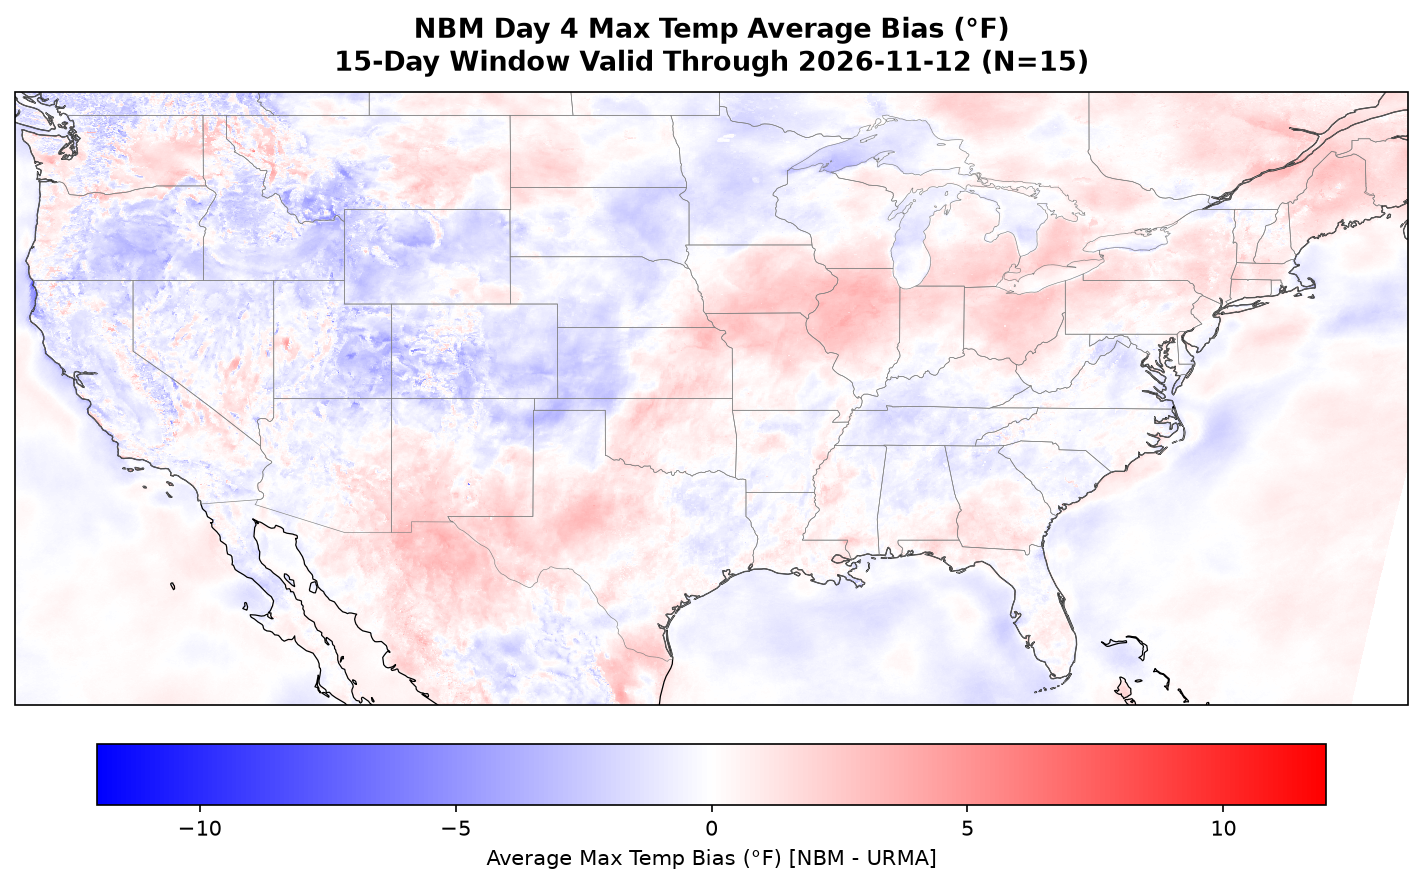 NBM Day 4 Max Temp Average Bias (°F)
15-Day Window Valid Through 2026-11-12 (N=15)
−10 −5 0 5 10
Average Max Temp Bias (°F) [NBM - URMA]